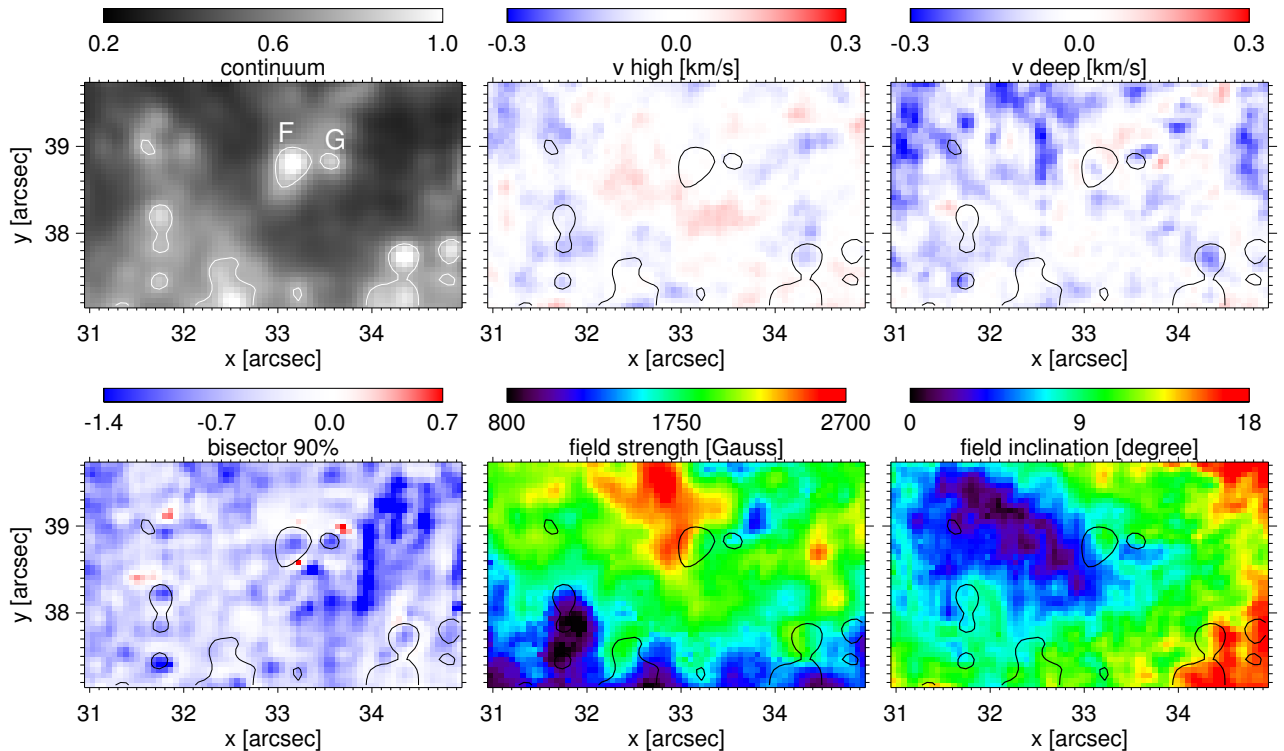 0.2 0.6 1.0 -0.3 0.0 0.3 -0.3 0.0 0.3
continuum v high [km/s] v deep [km/s]
F G
39
38
y [arcsec]
31 32 33 34 31 32 33 34 31 32 33 34
x [arcsec] x [arcsec] x [arcsec]
-1.4 -0.7 0.0 0.7 800 1750 2700 0 9 18
bisector 90% field strength [Gauss] field inclination [degree]
39
38
y [arcsec]
31 32 33 34 31 32 33 34 31 32 33 34
x [arcsec] x [arcsec] x [arcsec]